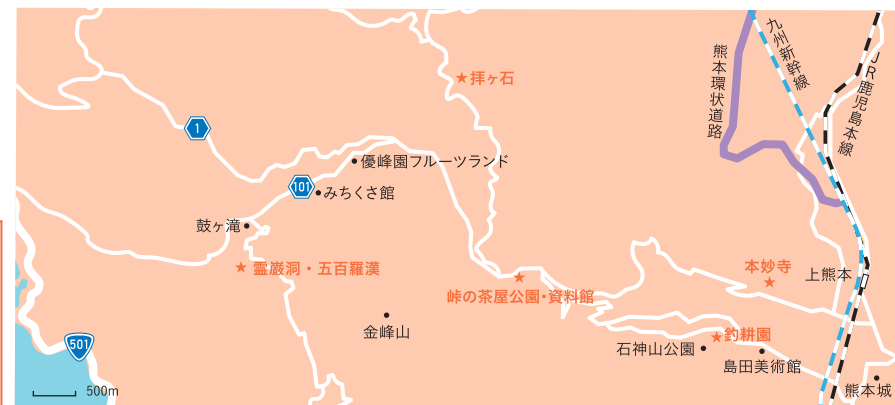 九州新幹線
JR鹿児島本線
熊本環状道路
拝ヶ石
1
優峰園フルーツランド
101
みちくさ館
鼓ヶ滝
霊巌洞・五百羅漢
峠の茶屋公園・資料館
本妙寺
上熊本
金峰山
釣耕園
石神山公園
島田美術館
501
熊本城
500m